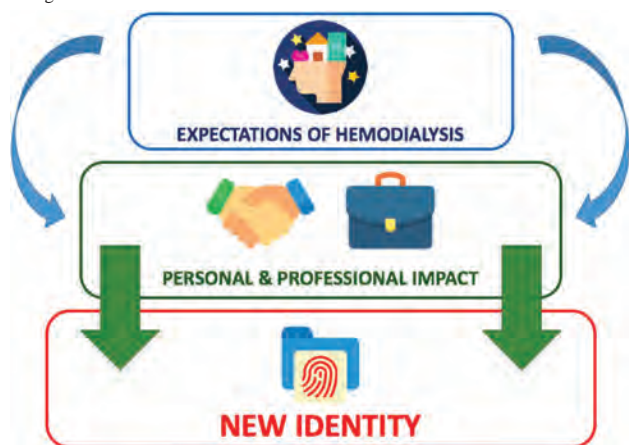 EXPECTATIONS OF HEMODIALYSIS
PERSONAL & PROFESSIONAL IMPACT
NEW IDENTITY